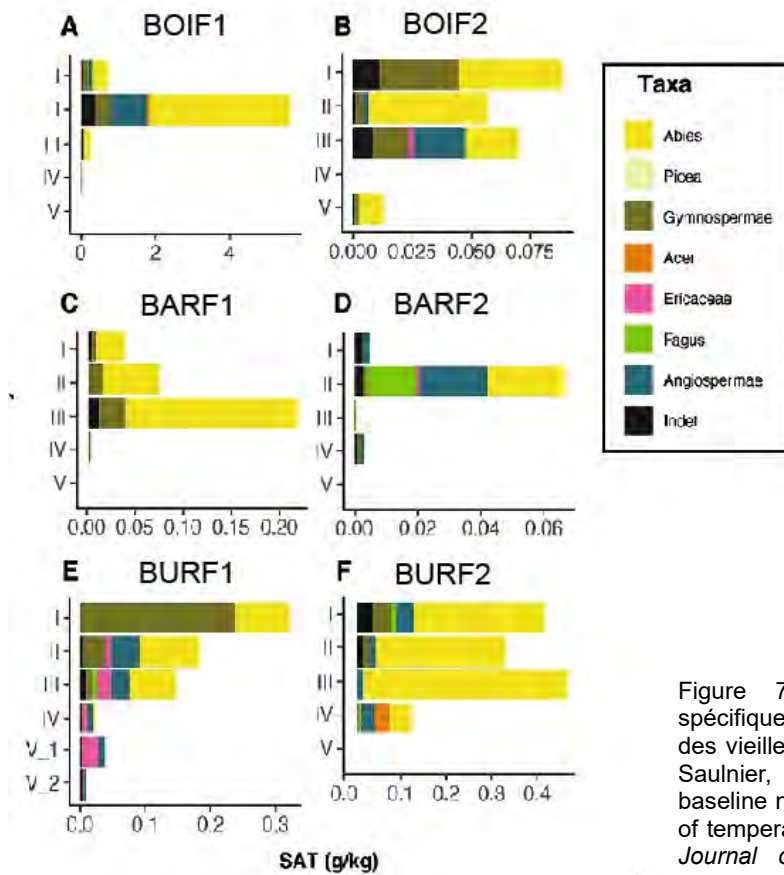 A BOIF1
I
I
III
IV
V
0 2 4
B BOIF2
I
II
III
IV
V
0.000 0.025 0.050 0.075
C BARF1
I
II
III
IV
V
0.00 0.05 0.10 0.15 0.20
D BARF2
I
II
III
IV
V
0.00 0.02 0.04 0.06
E BURF1
I
II
III
IV
V_1
V_2
0.0 0.1 0.2 0.3
F BURF2
I
II
III
IV
V
0.0 0.1 0.2 0.3 0.4
SAT (g/kg)
Taxa
Abies
Picea
Gymnospermae
Acer
Ericaceae
Fagus
Angiospermae
Indet
Figure 7
spécifique
des vieille
Saulnier,
baseline
of tempera
Journal